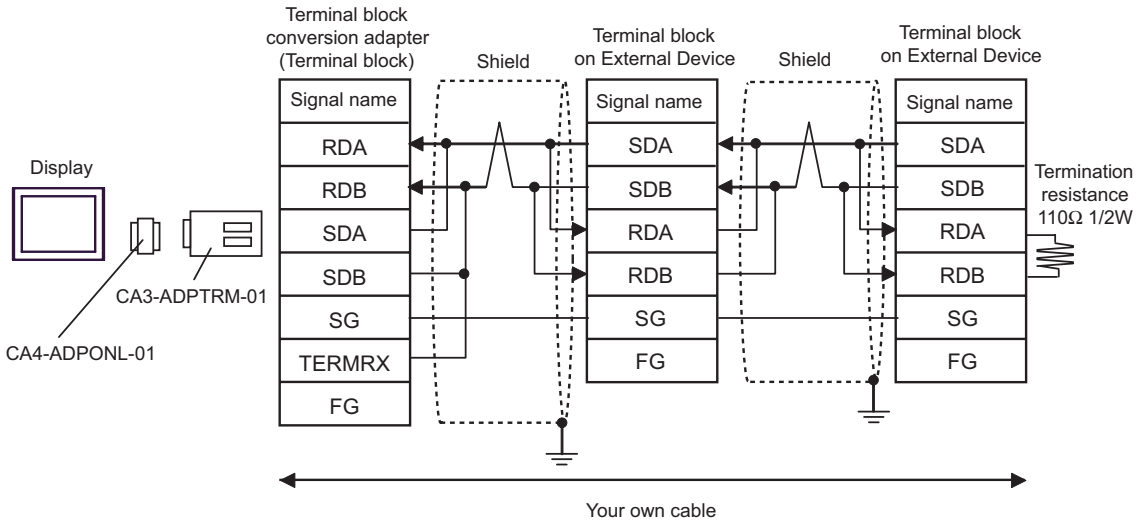 Terminal block
conversion adapter
(Terminal block)
Shield
Terminal block
on External Device
Shield
Terminal block
on External Device
Signal name
RDA
RDB
SDA
SDB
SG
TERMRX
FG
Signal name
SDA
SDB
RDA
RDB
SG
FG
Signal name
SDA
SDB
RDA
RDB
SG
FG
Display
CA3-ADPTRM-01
CA4-ADPONL-01
Termination
resistance
110Ω 1/2W
Your own cable